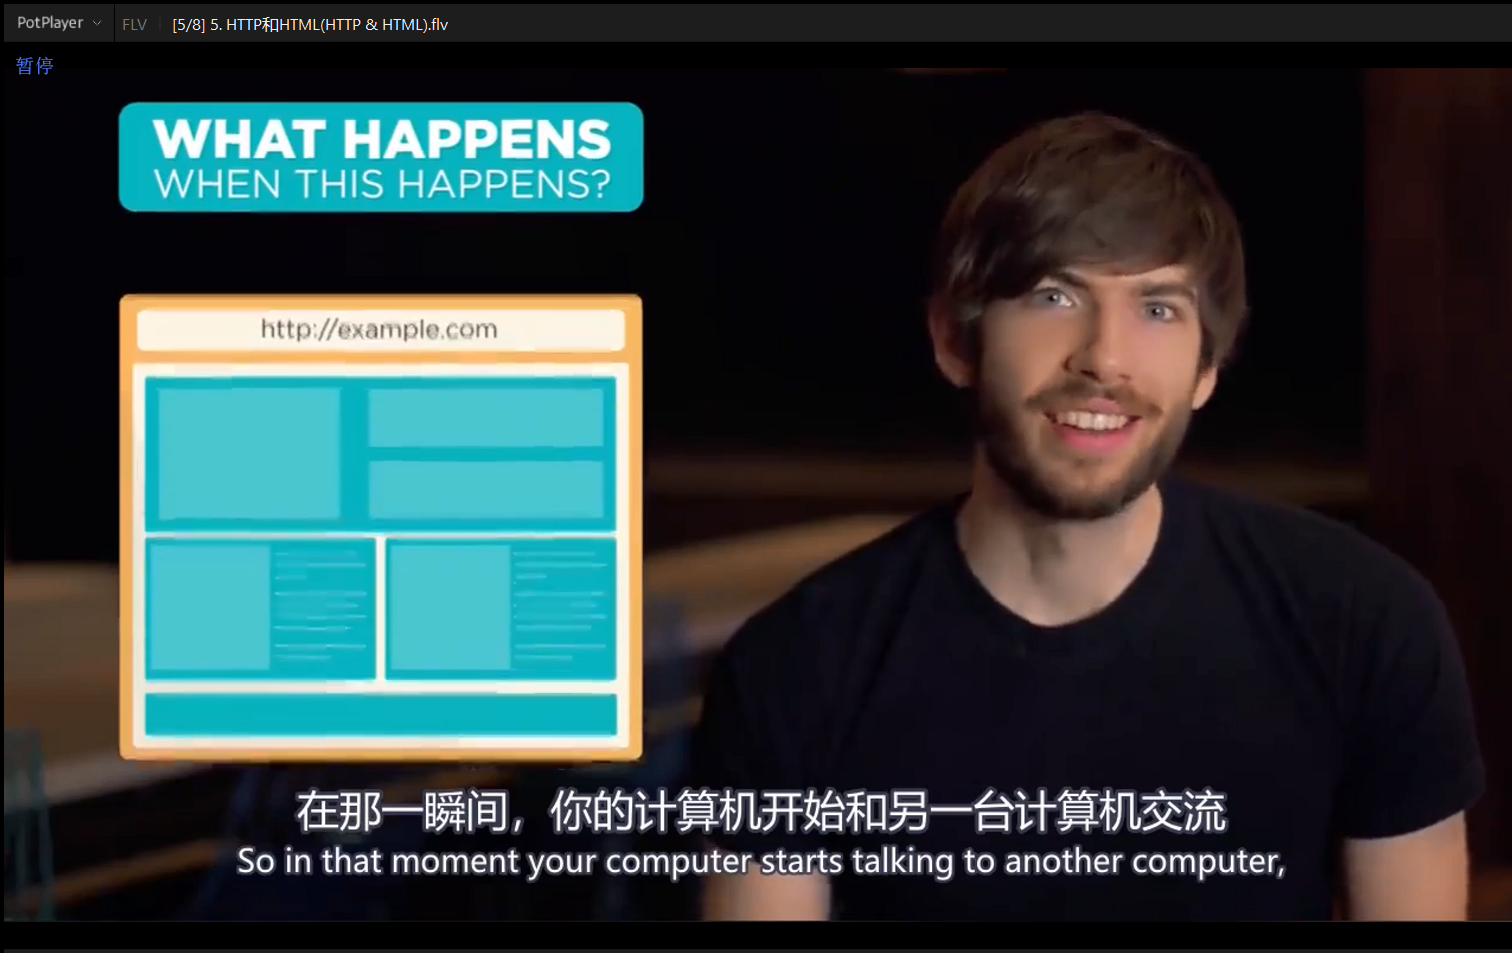 PotPlayer
FLV
[5/8] 5. HTTP和HTML(HTTP & HTML).flv
暂停
WHAT HAPPENS
WHEN THIS HAPPENS?
http://example.com
在那一瞬间，你的计算机开始和另一台计算机交流
So in that moment your computer starts talking to another computer,